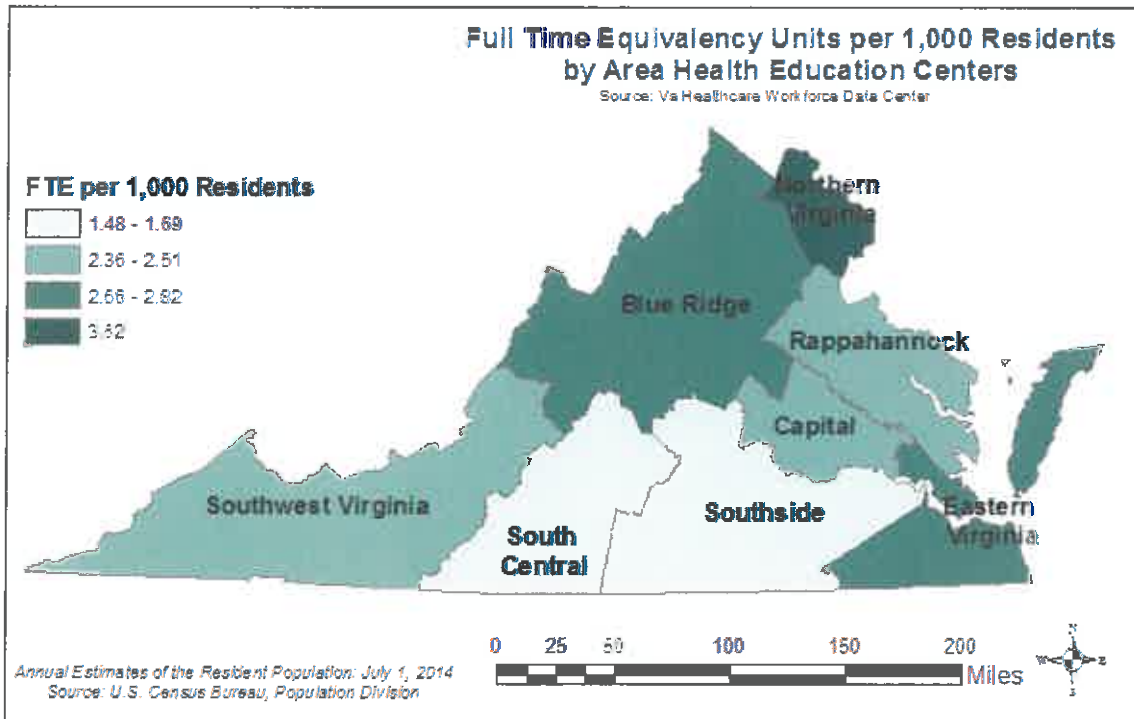 Full Time Equivalency Units per 1,000 Residents
by Area Health Education Centers
Source: Va Healthcare Workforce Data Center
FTE per 1,000 Residents
1.48 - 1.69
2.36 - 2.51
2.66 - 2.92
3.62
Northern
Virginia
Blue Ridge
Rappahannock
Capital
Southwest Virginia
Southside
South
Central
Eastern
Virginia
0 25 50 100 150 200
Miles
N
W E
S
Annual Estimates of the Resident Population: July 1, 2014
Source: U.S. Census Bureau, Population Division